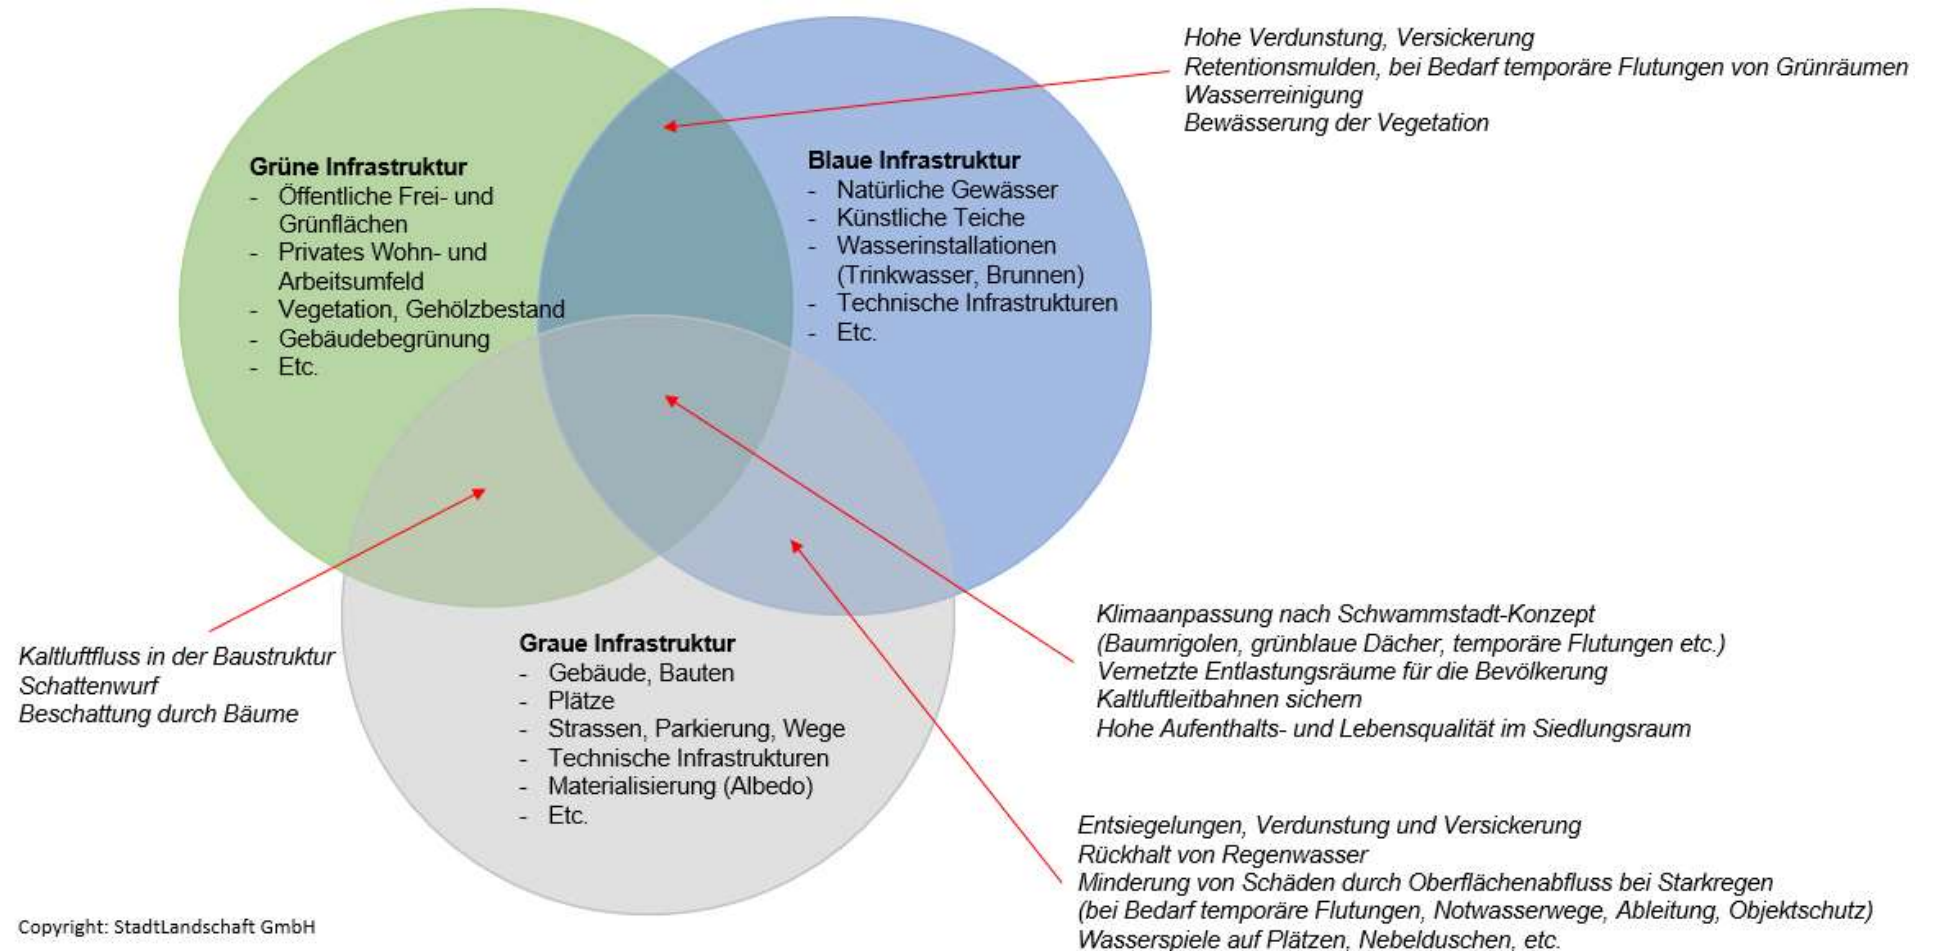 Hohe Verdunstung, Versickerung
Retentionsmulden, bei Bedarf temporäre Flutungen von Grünräumen
Wasserreinigung
Bewässerung der Vegetation
Grüne Infrastruktur
- Öffentliche Frei- und
Grünflächen
- Privates Wohn- und
Arbeitsumfeld
- Vegetation, Gehölzbestand
- Gebäudebegrünung
- Etc.
Blaue Infrastruktur
- Natürliche Gewässer
- Künstliche Teiche
- Wasserinstallationen
(Trinkwasser, Brunnen)
- Technische Infrastrukturen
- Etc.
Kaltluftfluss in der Baustruktur
Schattenwurf
Beschattung durch Bäume
Graue Infrastruktur
- Gebäude, Bauten
- Plätze
- Strassen, Parkierung, Wege
- Technische Infrastrukturen
- Materialisierung (Albedo)
- Etc.
Klimaanpassung nach Schwammstadt-Konzept
(Baumrigolen, grünblaue Dächer, temporäre Flutungen etc.)
Vernetzte Entlastungsräume für die Bevölkerung
Kaltluftleitbahnen sichern
Hohe Aufenthalts- und Lebensqualität im Siedlungsraum
Entsiegelungen, Verdunstung und Versickerung
Rückhalt von Regenwasser
Minderung von Schäden durch Oberflächenabfluss bei Starkregen
(bei Bedarf temporäre Flutungen, Notwasserwege, Ableitung, Objektschutz)
Wasserspiele auf Plätzen, Nebelduschen, etc.
Copyright: StadtLandschaft GmbH